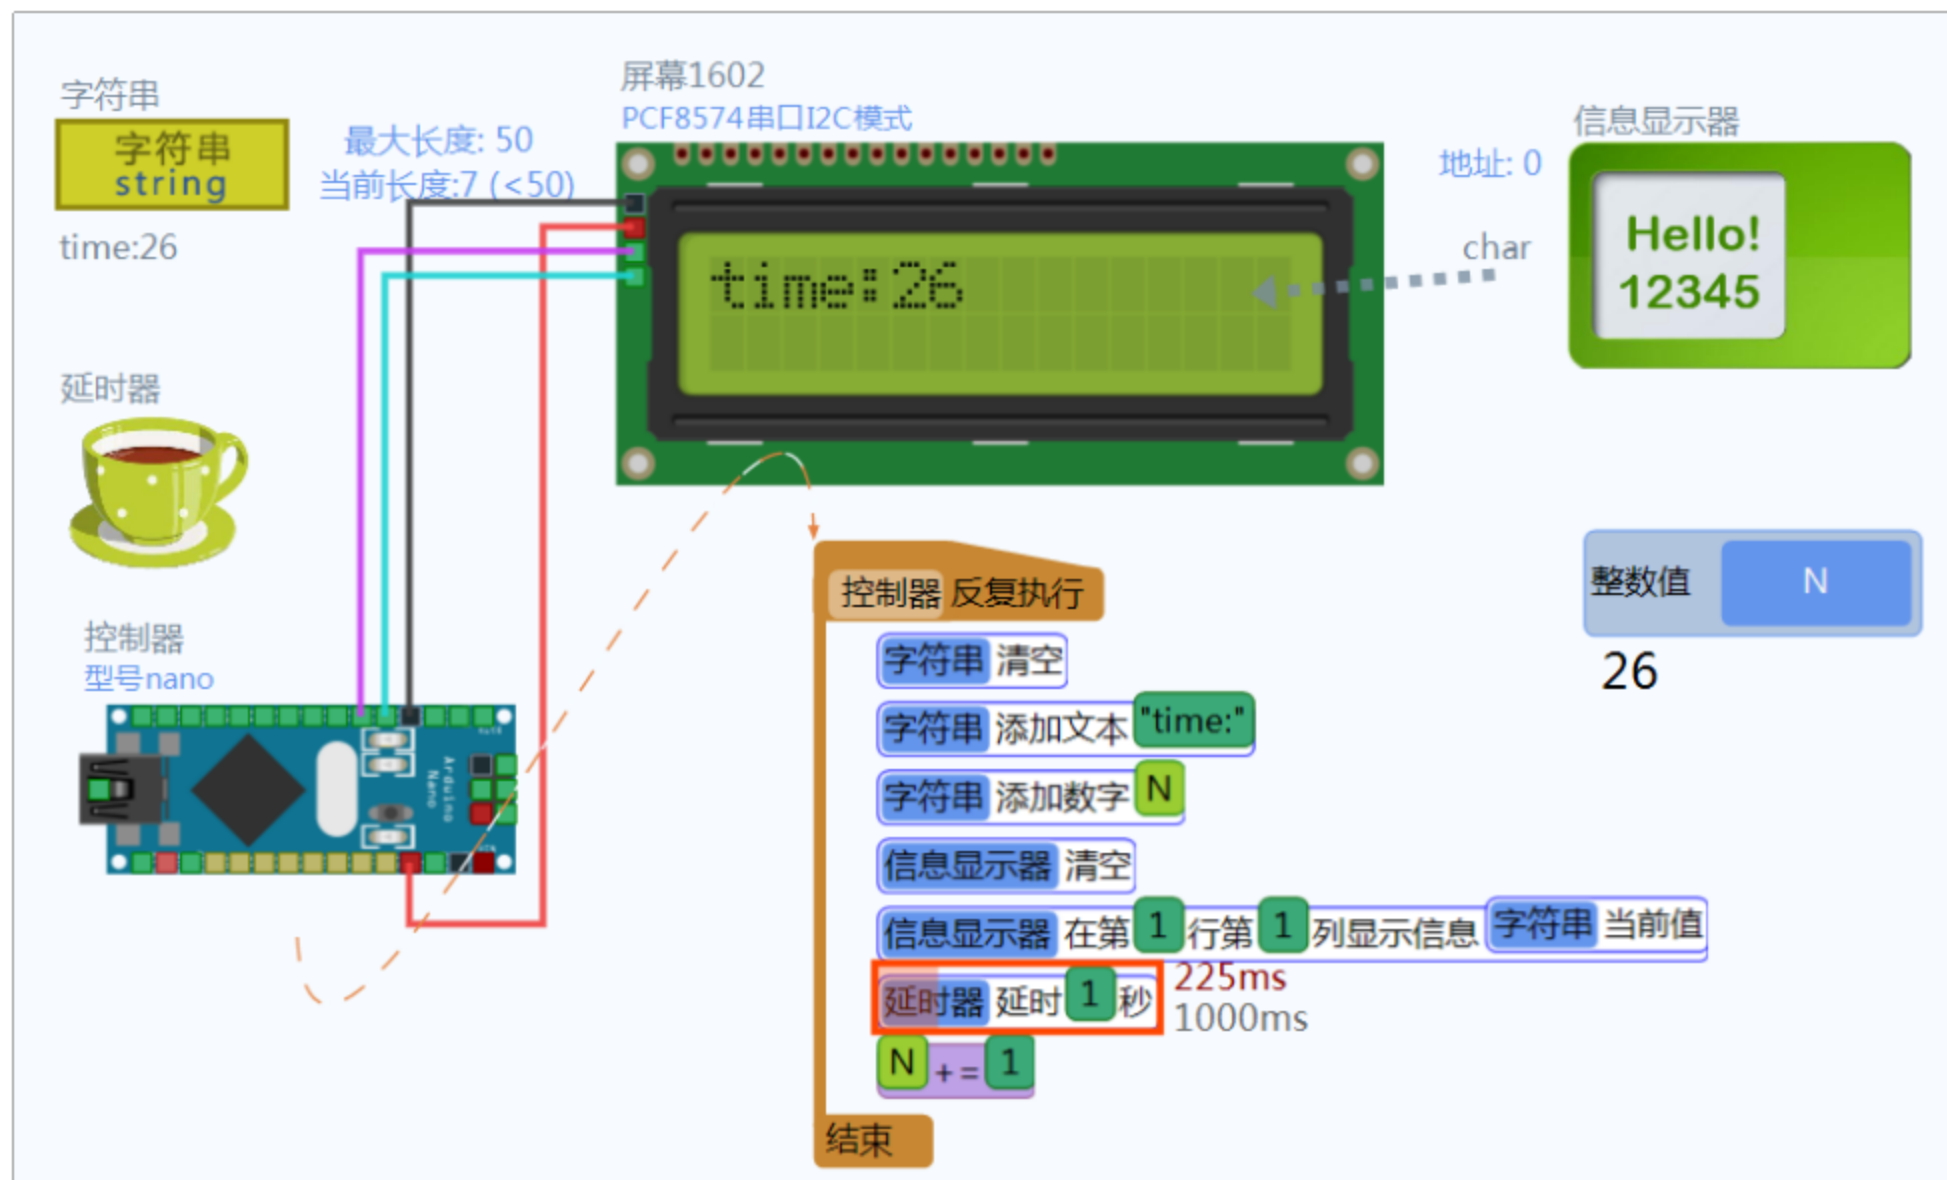 字符串
字符串
string
最大长度: 50
当前长度:7 (<50)
time:26
屏幕1602
PCF8574串口I2C模式
地址: 0
time:26
char
信息显示器
Hello!
12345
延时器
控制器
型号nano
Arduino
Nano
整数值 N
26
控制器 反复执行
字符串 清空
字符串 添加文本 "time:"
字符串 添加数字 N
信息显示器 清空
信息显示器 在第 1 行第 1 列显示信息 字符串 当前值
延时器 延时 1 秒
225ms
1000ms
N += 1
结束